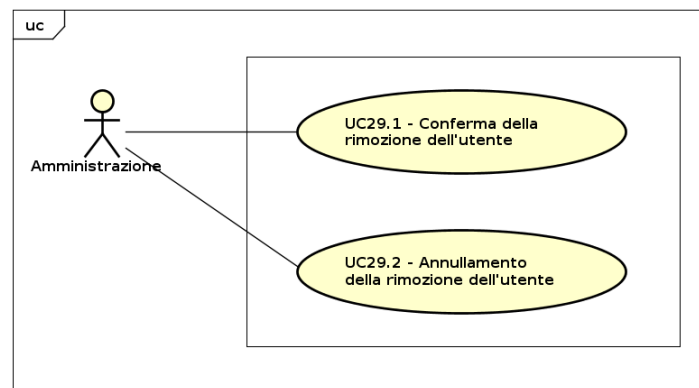 uc
UC29.1 - Conferma della
rimozione dell'utente
Amministrazione
UC29.2 - Annullamento
della rimozione dell'utente